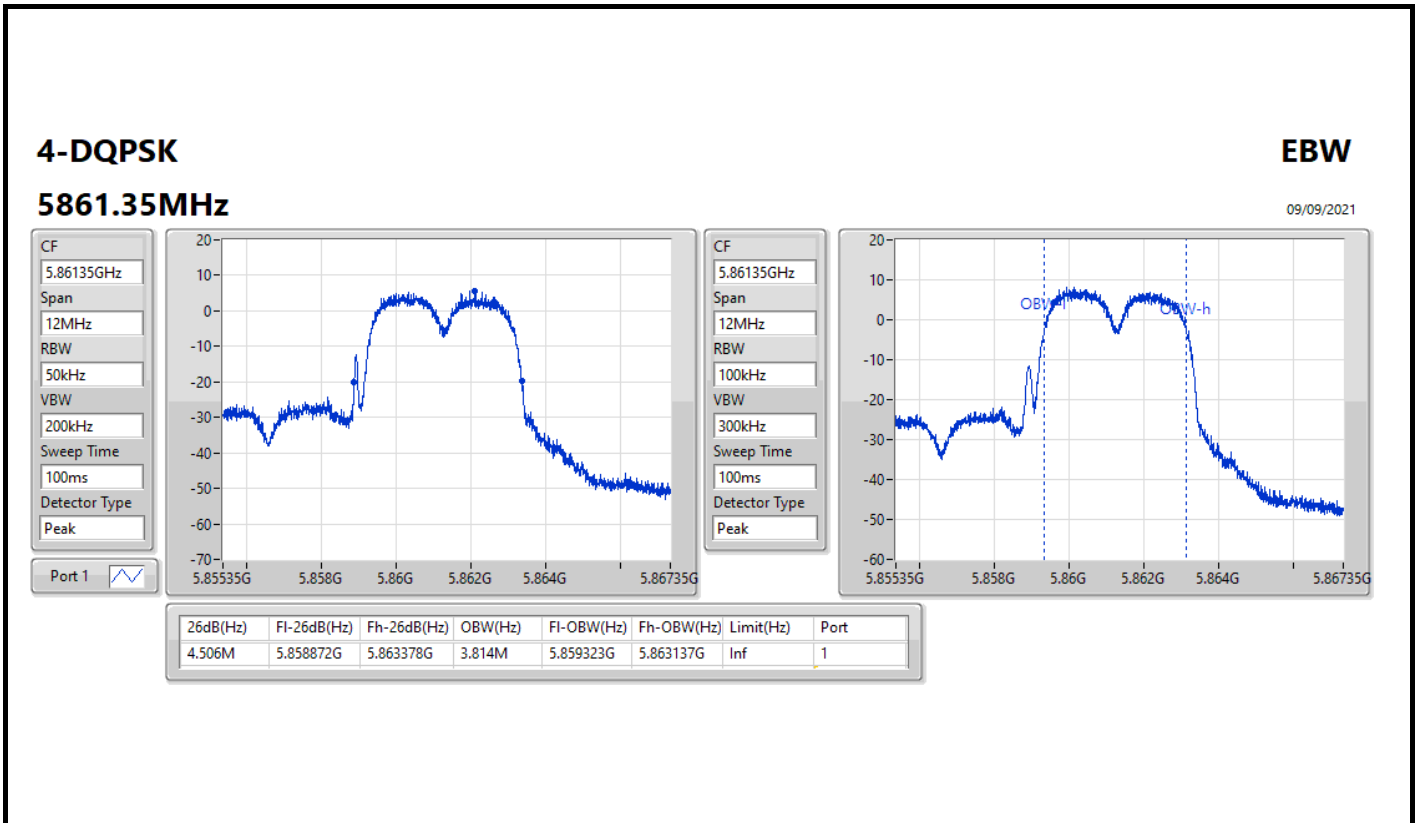 4-DQPSK
EBW
5861.35MHz
09/09/2021
CF
5.86135GHz
Span
12MHz
RBW
50kHz
VBW
200kHz
Sweep Time
100ms
Detector Type
Peak
Port 1
20
10
0
-10
-20
-30
-40
-50
-60
-70
5.85535G 5.858G 5.86G 5.862G 5.864G 5.86735G
CF
5.86135GHz
Span
12MHz
RBW
100kHz
VBW
300kHz
Sweep Time
100ms
Detector Type
Peak
20
10
0
-10
-20
-30
-40
-50
-60
OBW-l
OBW-h
5.85535G 5.858G 5.86G 5.862G 5.864G 5.86735G
26dB(Hz) Fl-26dB(Hz) Fh-26dB(Hz) OBW(Hz) Fl-OBW(Hz) Fh-OBW(Hz) Limit(Hz) Port
4.506M 5.858872G 5.863378G 3.814M 5.859323G 5.863137G Inf 1